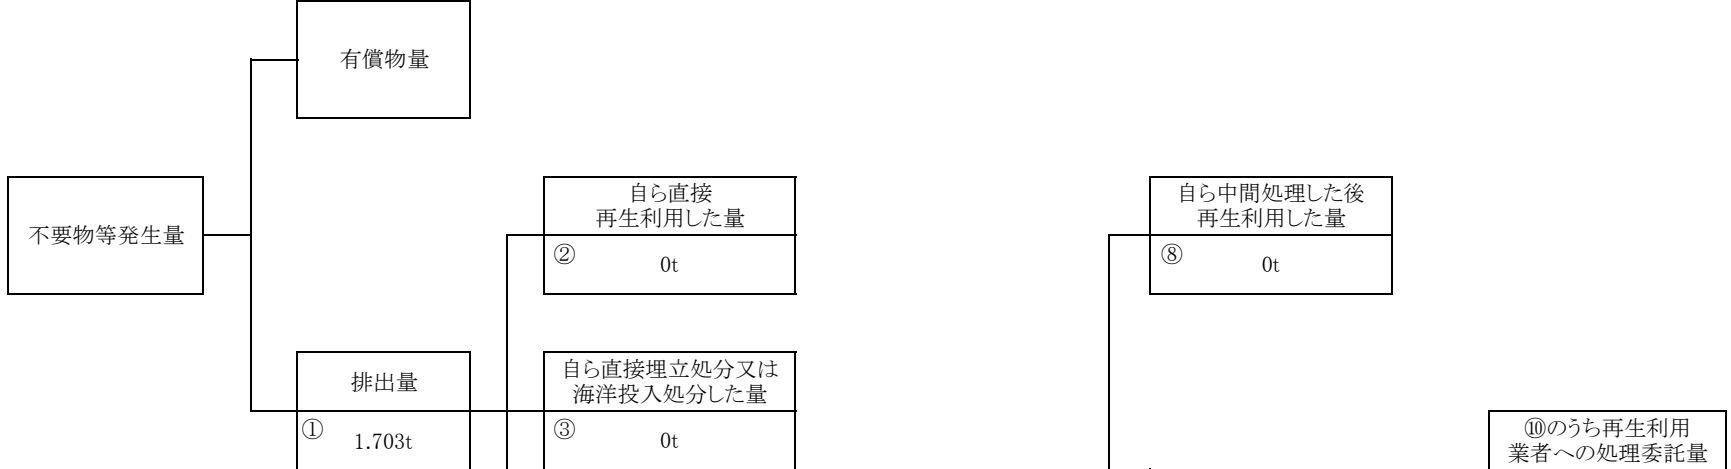 有償物量
不要物等発生量
自ら直接
再生利用した量
②
0t
自ら中間処理した後
再生利用した量
⑧
0t
排出量
①
1.703t
自ら直接埋立処分又は
海洋投入処分した量
③
0t
⑩のうち再生利用
業者への処理委託量